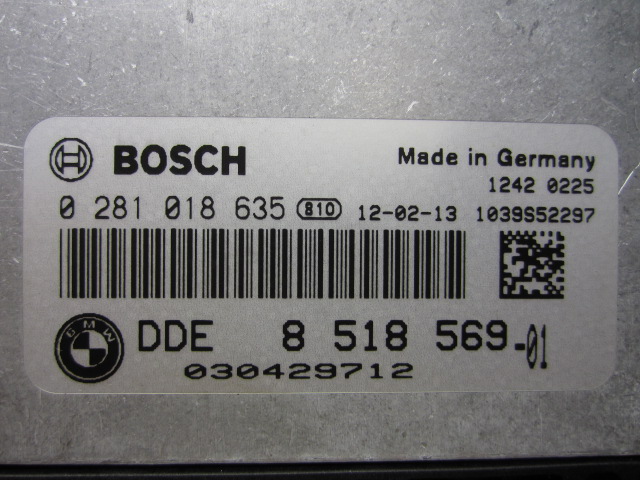 BOSCH Made in Germany
1242 0225
0 281 018 635 810 12-02-13 1039S52297
BMW DDE 8 518 569-01
030429712